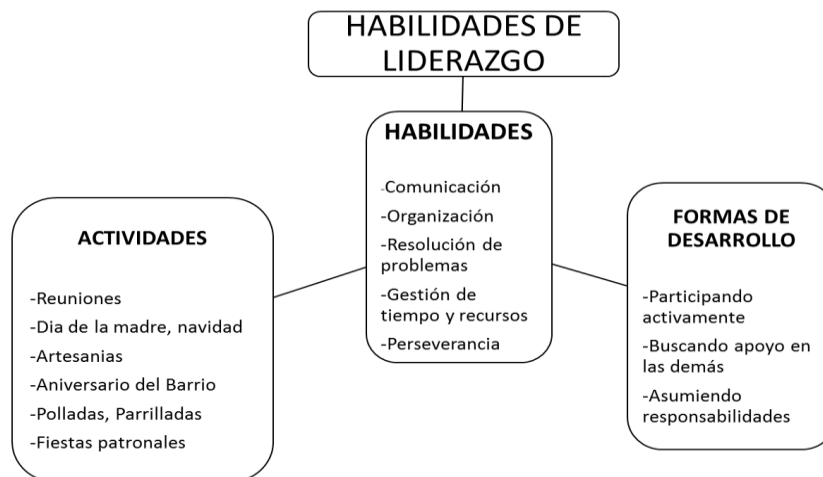 HABILIDADES DE
LIDERAZGO
HABILIDADES
-Comunicación
-Organización
-Resolución de
problemas
-Gestión de
tiempo y recursos
-Perseverancia
ACTIVIDADES
-Reuniones
-Dia de la madre, navidad
-Artesanias
-Aniversario del Barrio
-Polladas, Parrilladas
-Fiestas patronales
FORMAS DE
DESARROLLO
-Participando
activamente
-Buscando apoyo en
las demás
-Asumiendo
responsabilidades